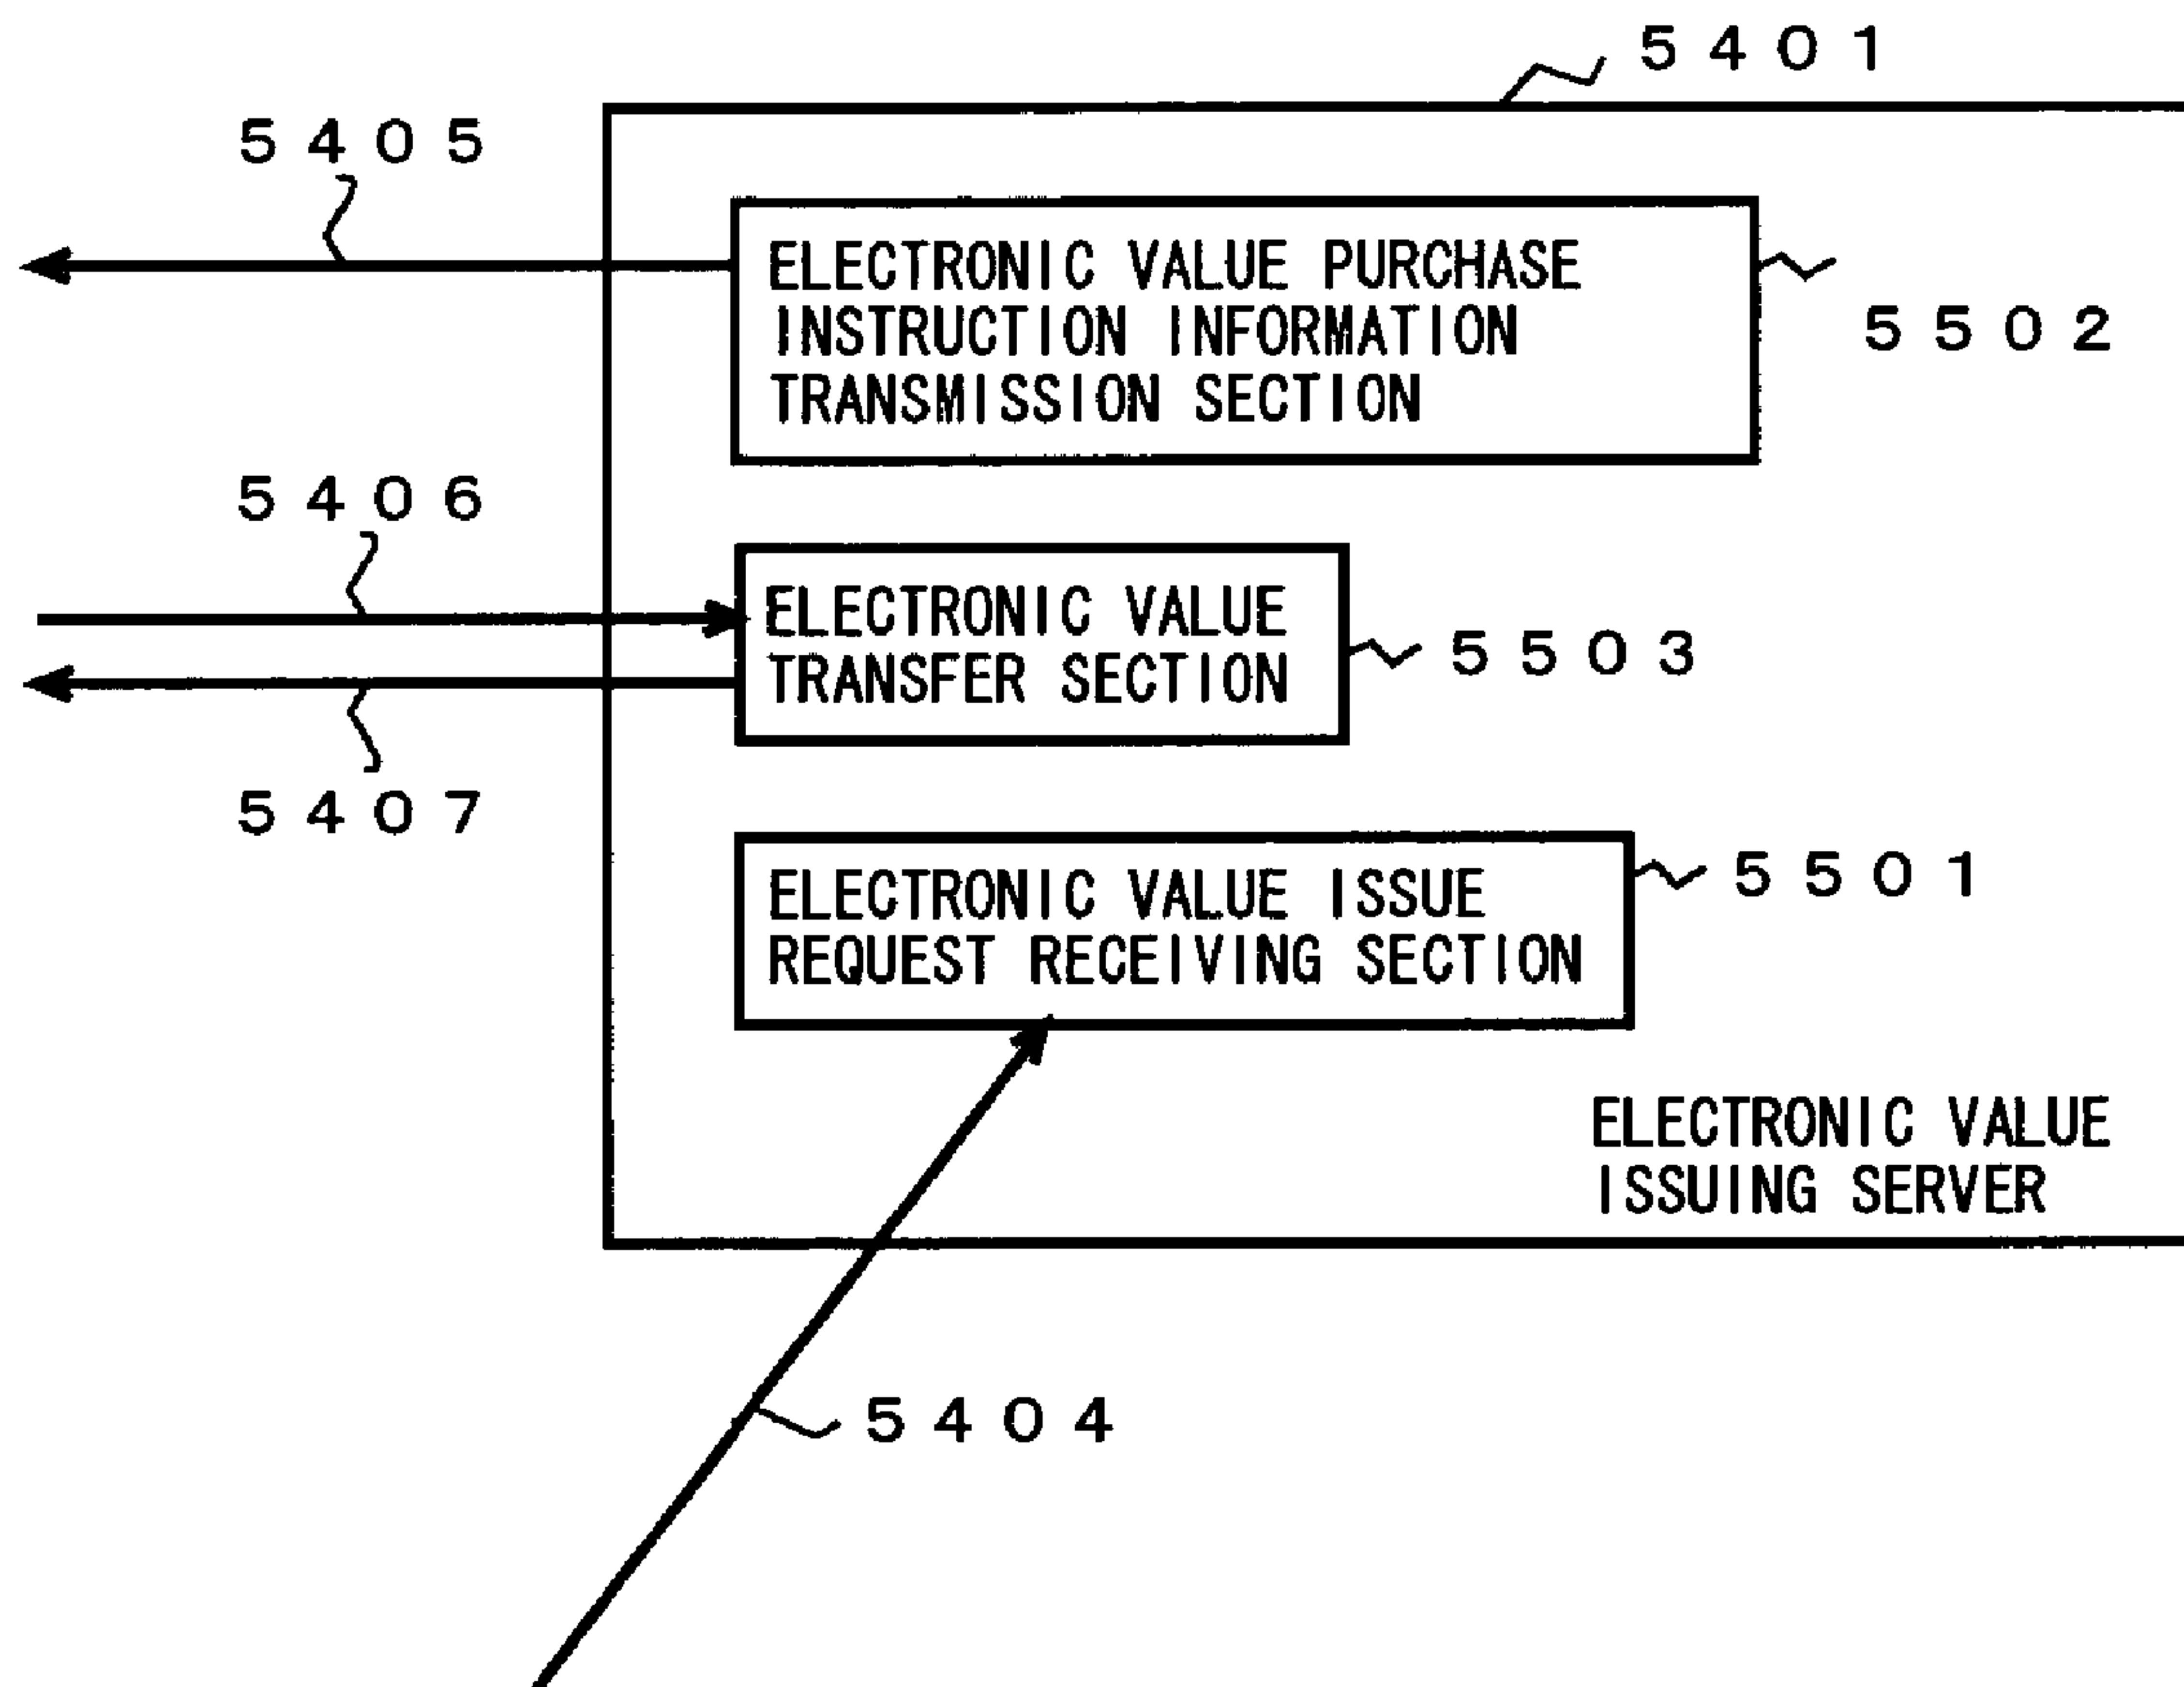 5401
5405
ELECTRONIC VALUE PURCHASE
INSTRUCTION INFORMATION
TRANSMISSION SECTION
5502
5406
ELECTRONIC VALUE
TRANSFER SECTION
5503
5407
ELECTRONIC VALUE ISSUE
REQUEST RECEIVING SECTION
5501
ELECTRONIC VALUE
ISSUING SERVER
5404